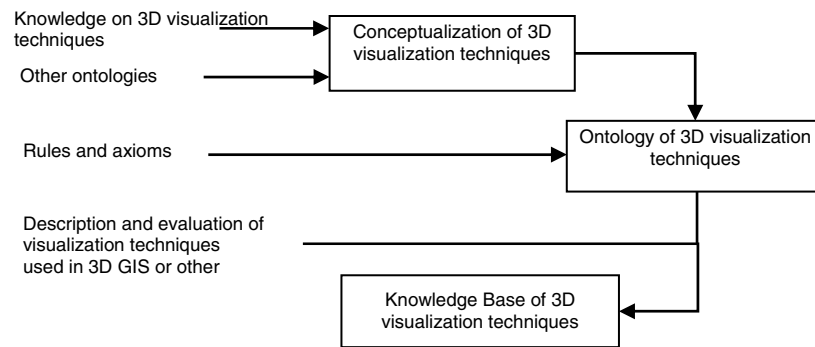 Knowledge on 3D visualization
techniques
Conceptualization of 3D
visualization techniques
Other ontologies
Rules and axioms
Ontology of 3D visualization
techniques
Description and evaluation of
visualization techniques
used in 3D GIS or other
Knowledge Base of 3D
visualization techniques